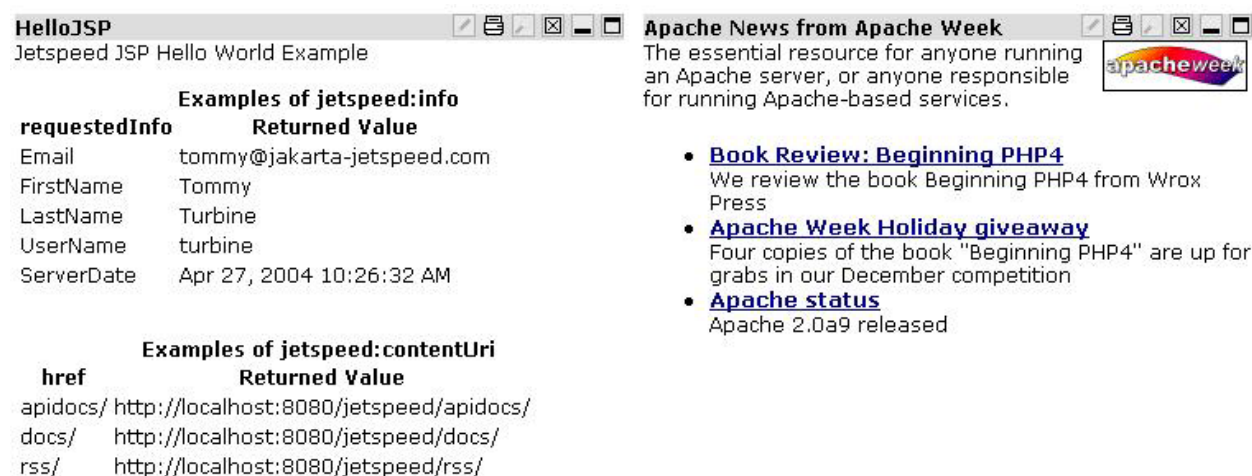 HelloJSP
Jetspeed JSP Hello World Example
Examples of jetspeed:info
requestedInfo Returned Value
Email tommy@jakarta-jetspeed.com
FirstName Tommy
LastName Turbine
UserName turbine
ServerDate Apr 27, 2004 10:26:32 AM
Examples of jetspeed:contentUri
href Returned Value
apidocs/ http://localhost:8080/jetspeed/apidocs/
docs/ http://localhost:8080/jetspeed/docs/
rss/ http://localhost:8080/jetspeed/rss/
Apache News from Apache Week
The essential resource for anyone running
an Apache server, or anyone responsible
for running Apache-based services.
apacheweek
• Book Review: Beginning PHP4
We review the book Beginning PHP4 from Wrox
Press
• Apache Week Holiday giveaway
Four copies of the book "Beginning PHP4" are up for
grabs in our December competition
• Apache status
Apache 2.0a9 released